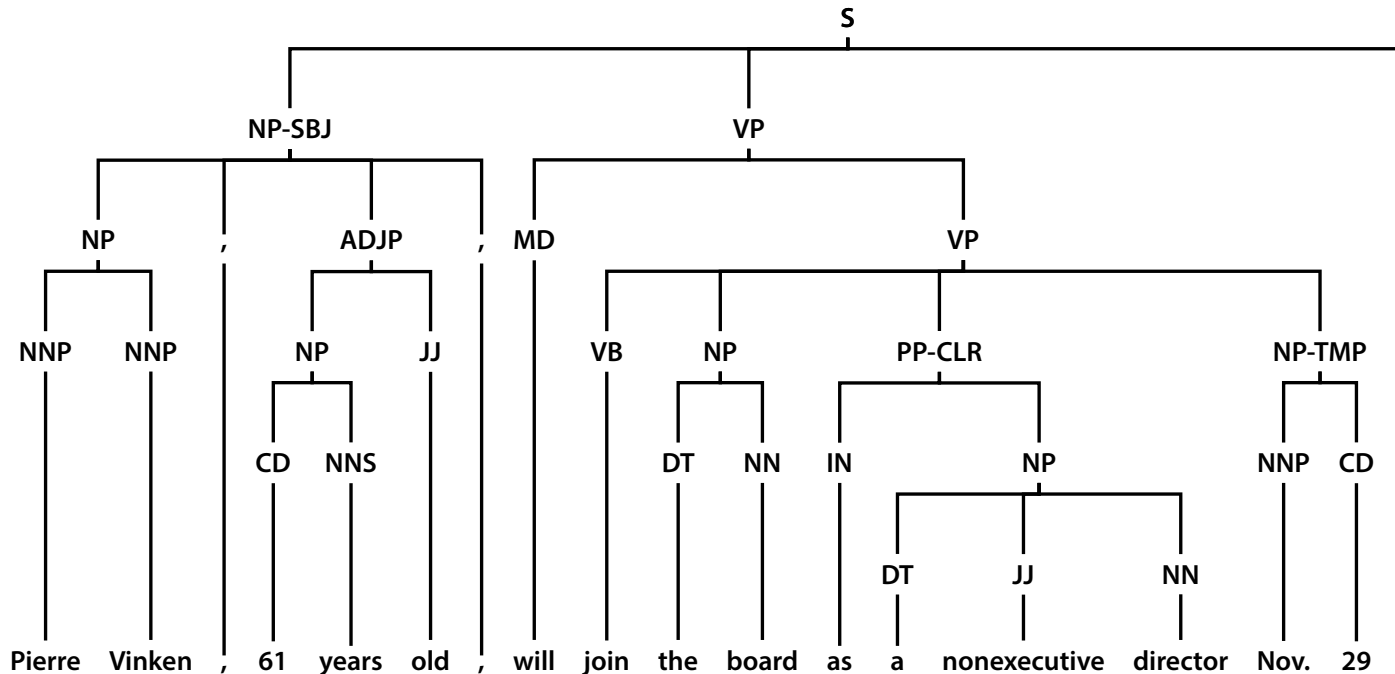 S
NP-SBJ VP
NP , ADJP , MD VP
NNP NNP NP JJ VB NP PP-CLR NP-TMP
CD NNS DT NN IN NP NNP CD
DT JJ NN
Pierre Vinken , 61 years old , will join the board as a nonexecutive director Nov. 29